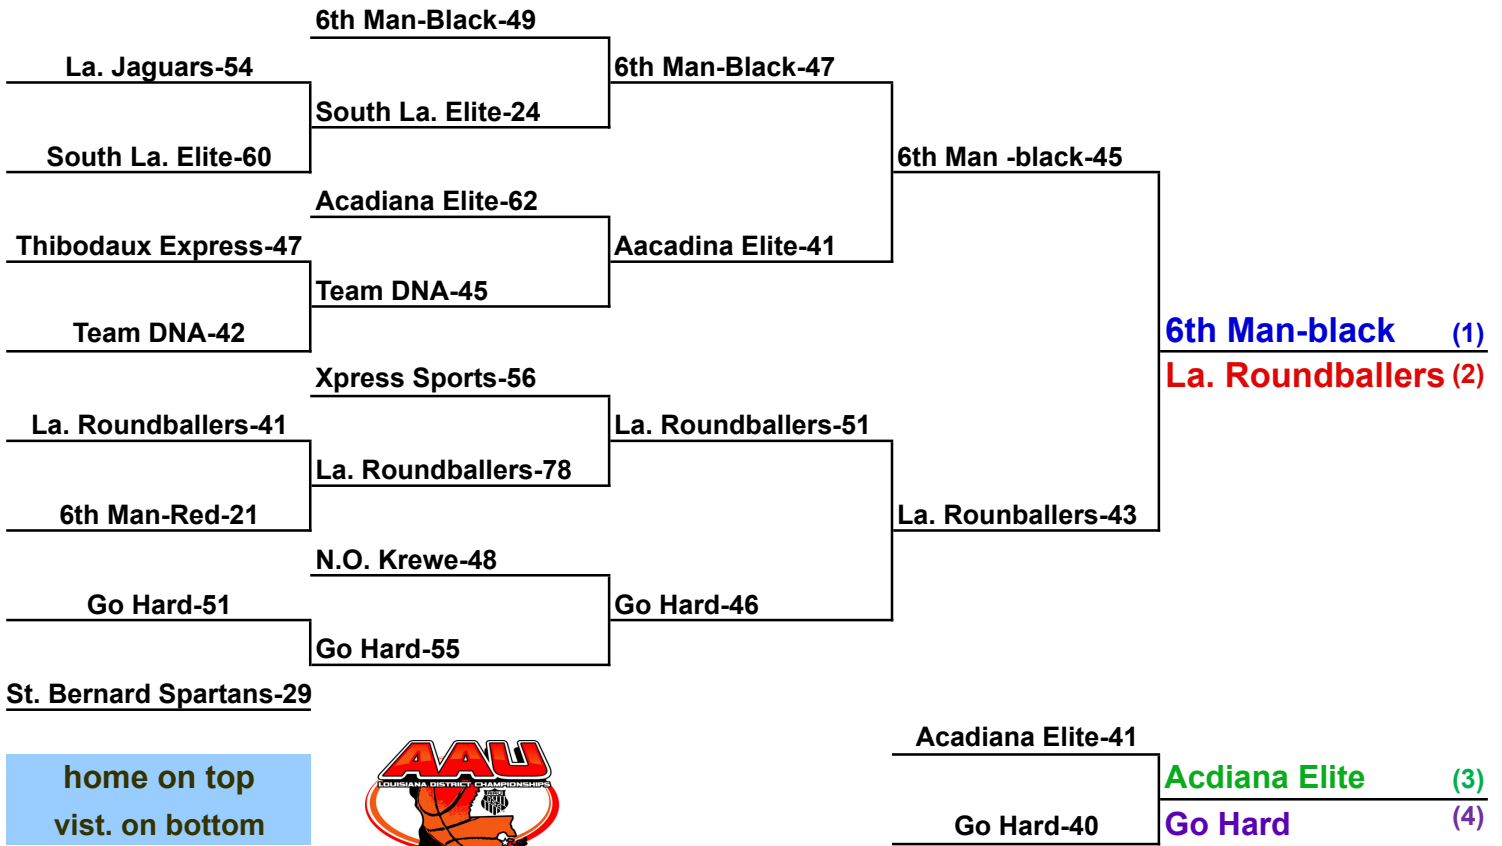 6th Man-Black-49
La. Jaguars-54
6th Man-Black-47
South La. Elite-24
South La. Elite-60
6th Man -black-45
Acadiana Elite-62
Thibodaux Express-47
Aacadina Elite-41
Team DNA-45
Team DNA-42
6th Man-black (1)
La. Roundballers (2)
Xpress Sports-56
La. Roundballers-41
La. Roundballers-51
La. Roundballers-78
6th Man-Red-21
La. Rounballers-43
N.O. Krewe-48
Go Hard-51
Go Hard-46
Go Hard-55
St. Bernard Spartans-29
Acadiana Elite-41
home on top
vist. on bottom
AAU
LOUISIANA DISTRICT CHAMPIONSHIPS
Acdiana Elite (3)
Go Hard-40
Go Hard (4)